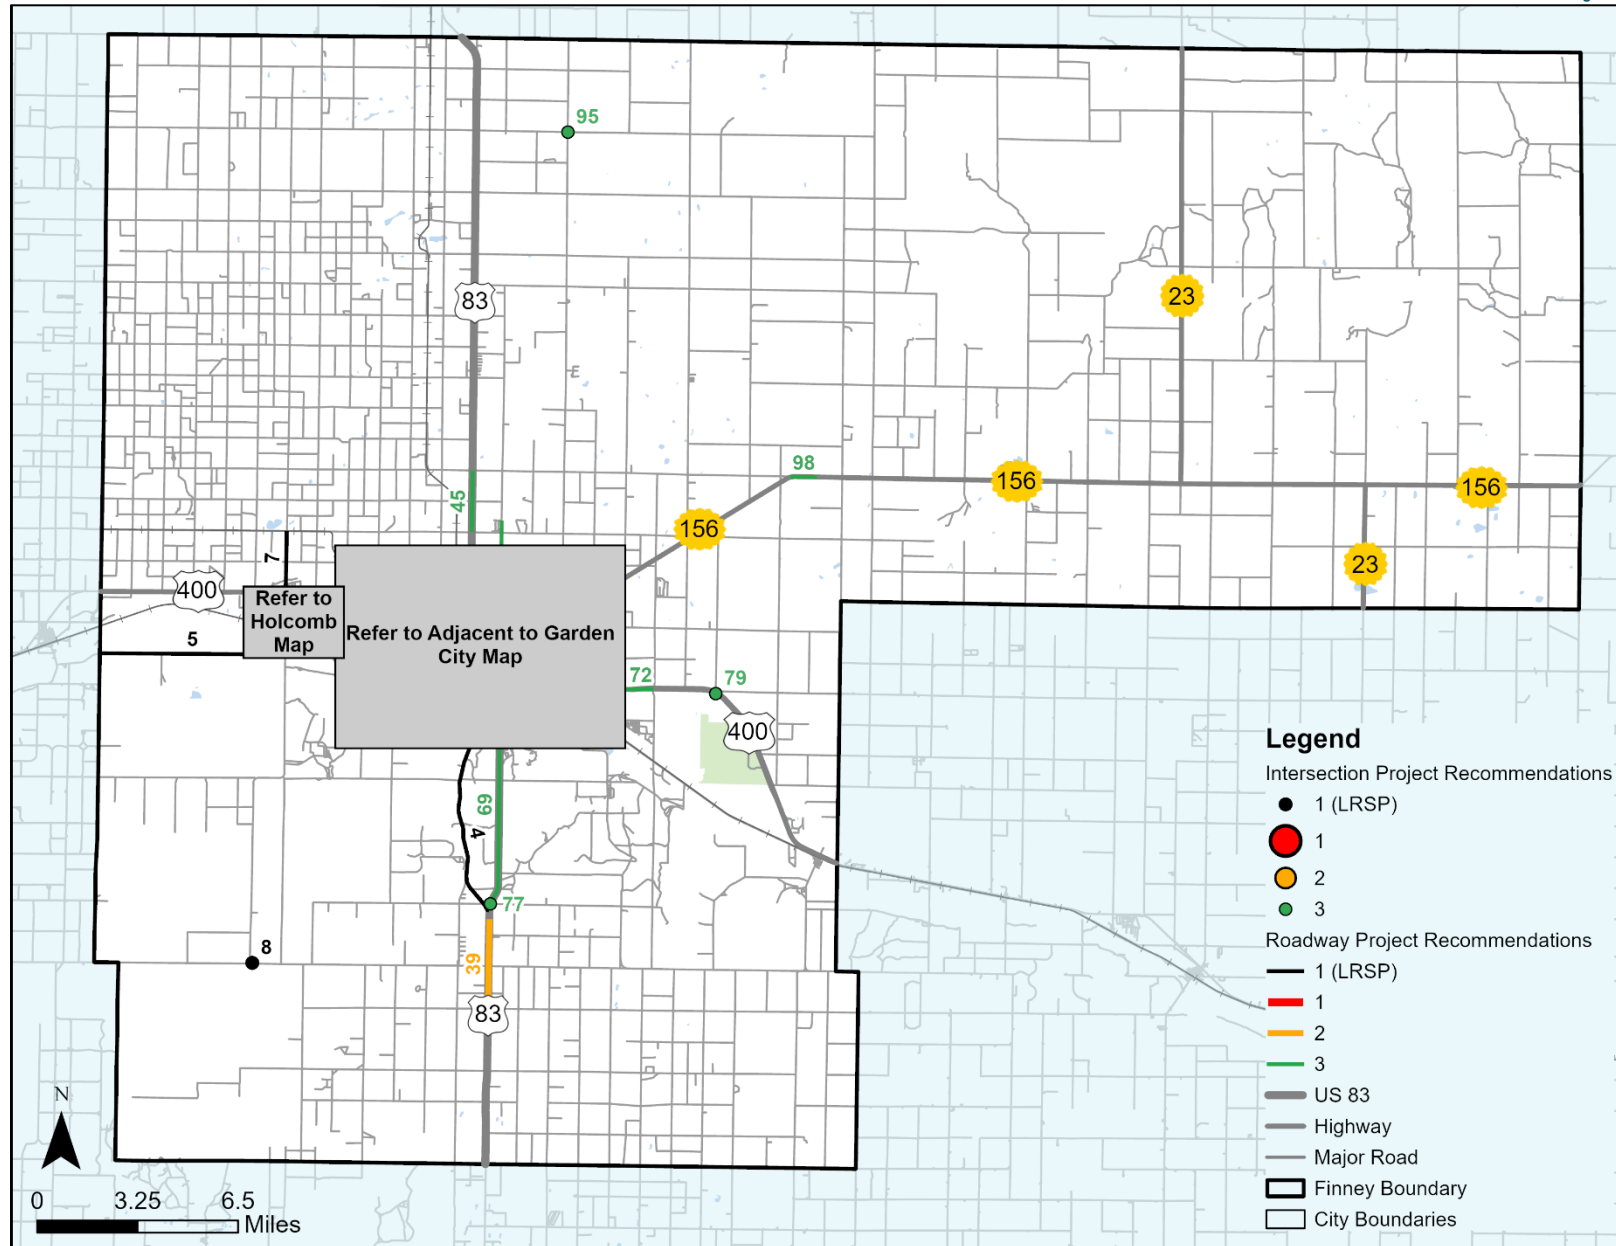 95
83
23
98
156
156
45
156
7
23
400
Refer to
Holcomb
Map
Refer to Adjacent to Garden
City Map
5
72
79
400
69
4
77
8
39
83
Legend
Intersection Project Recommendations
1 (LRSP)
1
2
3
Roadway Project Recommendations
1 (LRSP)
1
2
3
US 83
Highway
Major Road
Finney Boundary
City Boundaries
N
0 3.25 6.5
Miles